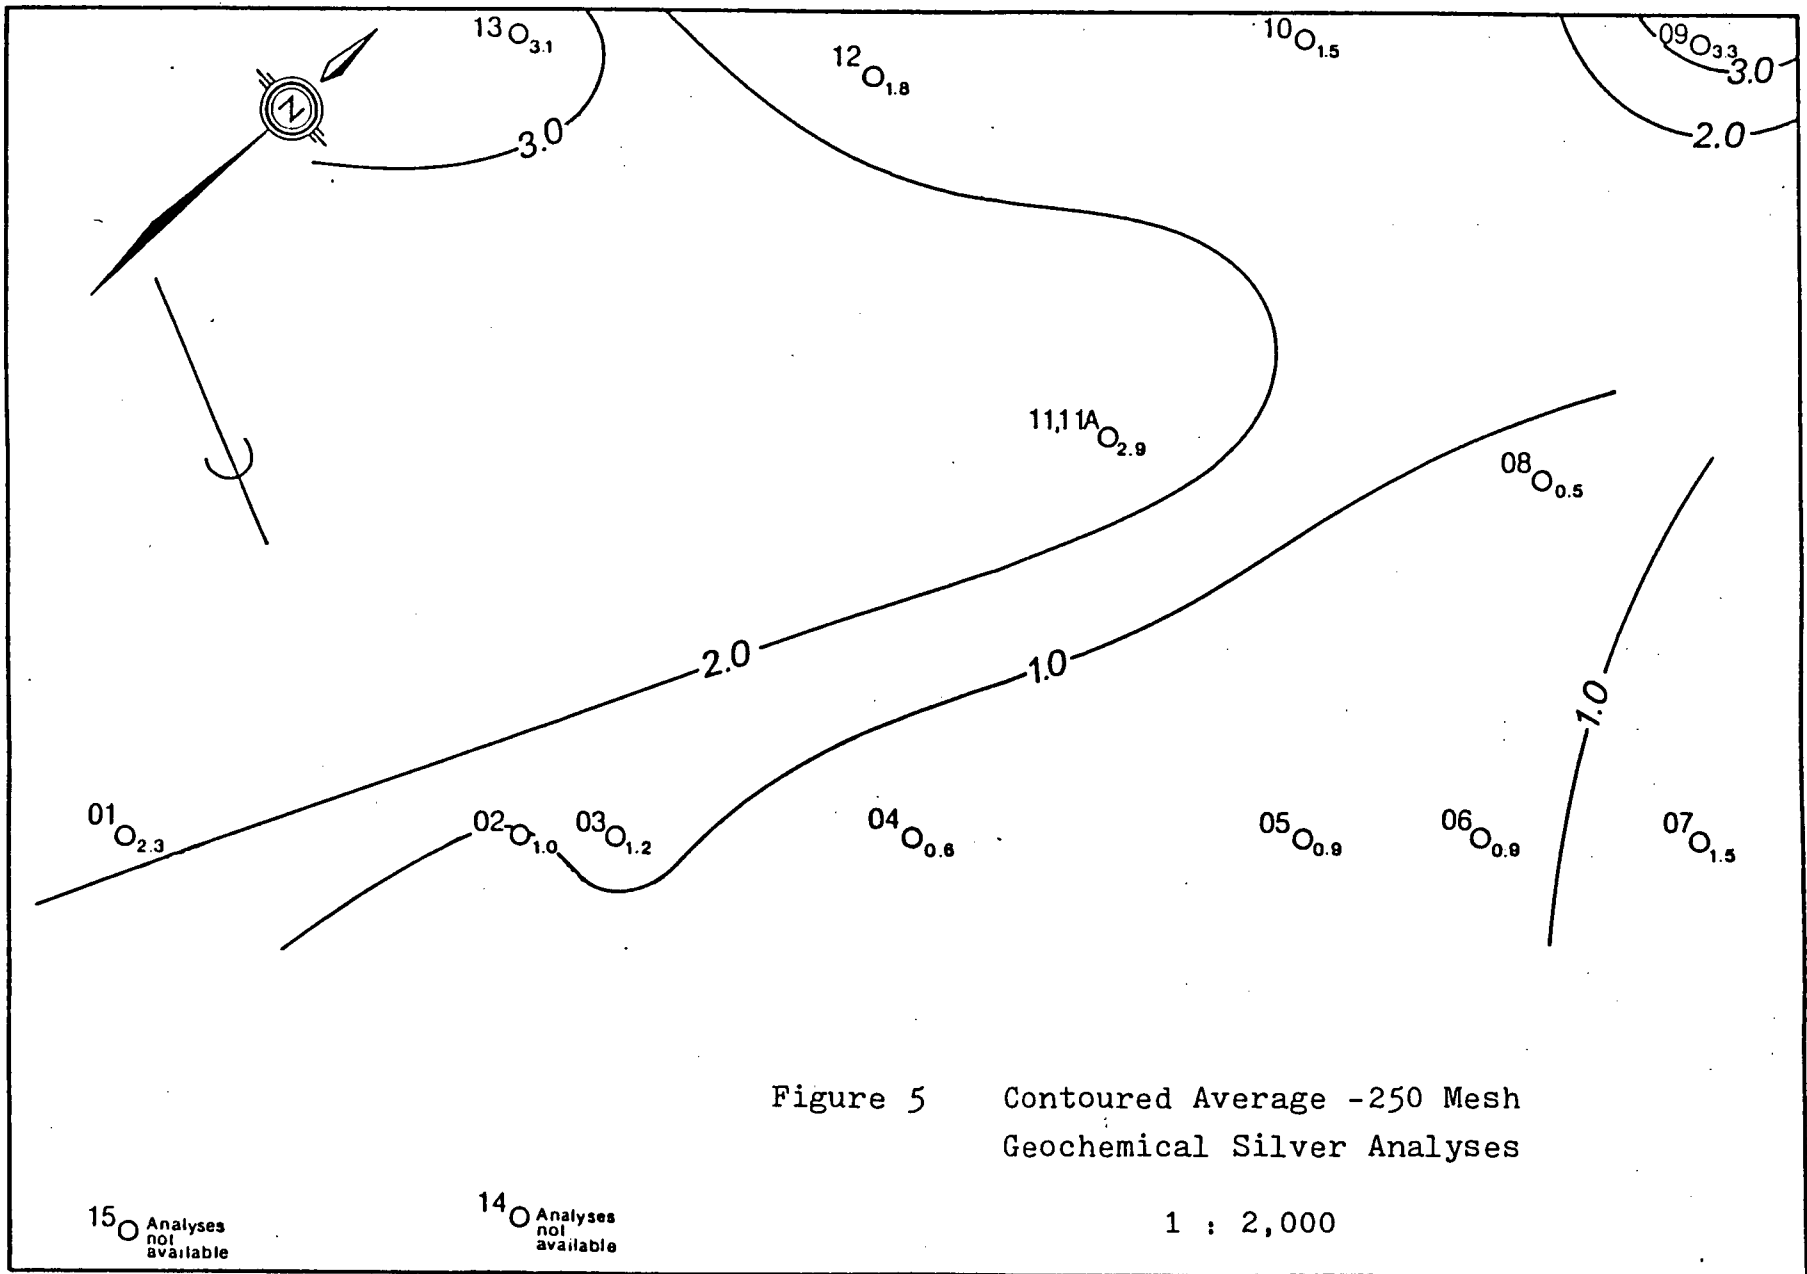 13 3.1
12 1.8
10 1.5
09 3.3
3.0
3.0
2.0
N
11,11A 2.9
08 0.5
2.0
1.0
1.0
01 2.3
02 1.0
03 1.2
04 0.6
05 0.9
06 0.9
07 1.5
Figure 5 Contoured Average -250 Mesh
Geochemical Silver Analyses
1 : 2,000
15 Analyses
not
available
14 Analyses
not
available